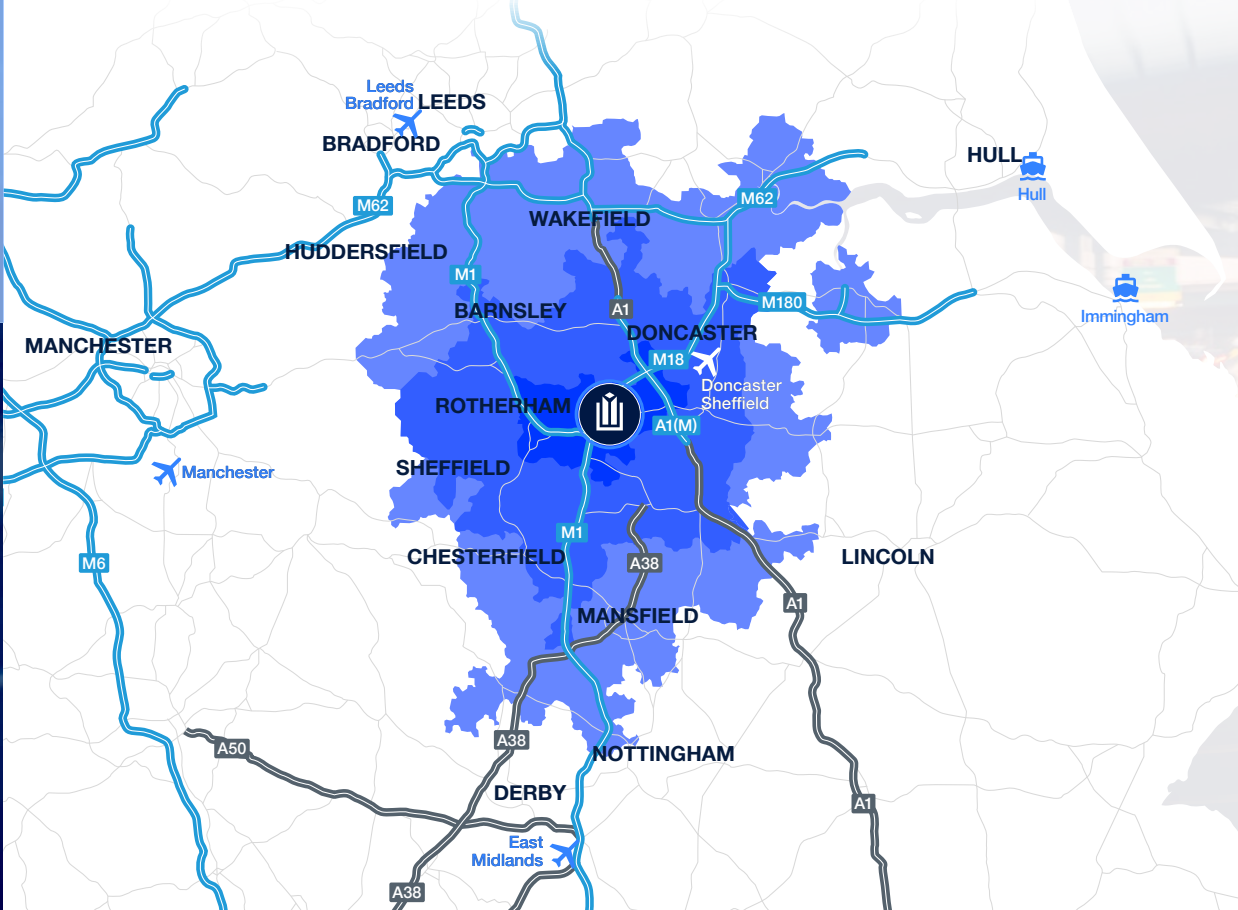 Leeds
Bradford
LEEDS
BRADFORD
HULL
Hull
M62
M62
WAKEFIELD
HUDDERSFIELD
M1
M180
Immingham
BARNSLEY
A1
DONCASTER
MANCHESTER
M18
Doncaster
Sheffield
ROTHERHAM
A1(M)
SHEFFIELD
Manchester
M1
CHESTERFIELD
A38
LINCOLN
M6
A1
MANSFIELD
A50
A38
NOTTINGHAM
DERBY
A1
East
Midlands
A38